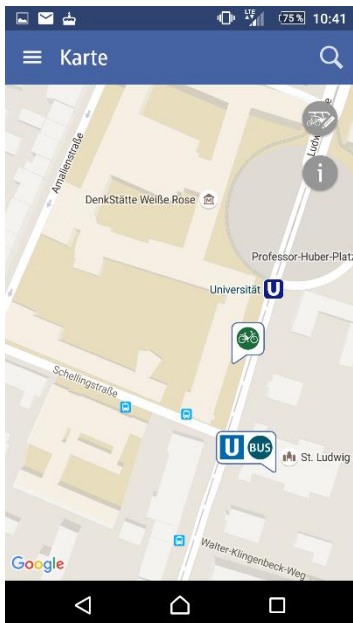 LTE
75%
10:41
Karte
Amalienstraße
Ludw
DenkStätte Weiße Rose
i
Professor-Huber-Platz
Universität
U
Schellingstraße
U BUS
St. Ludwig
Walter-Klingenbeck-Weg
Google